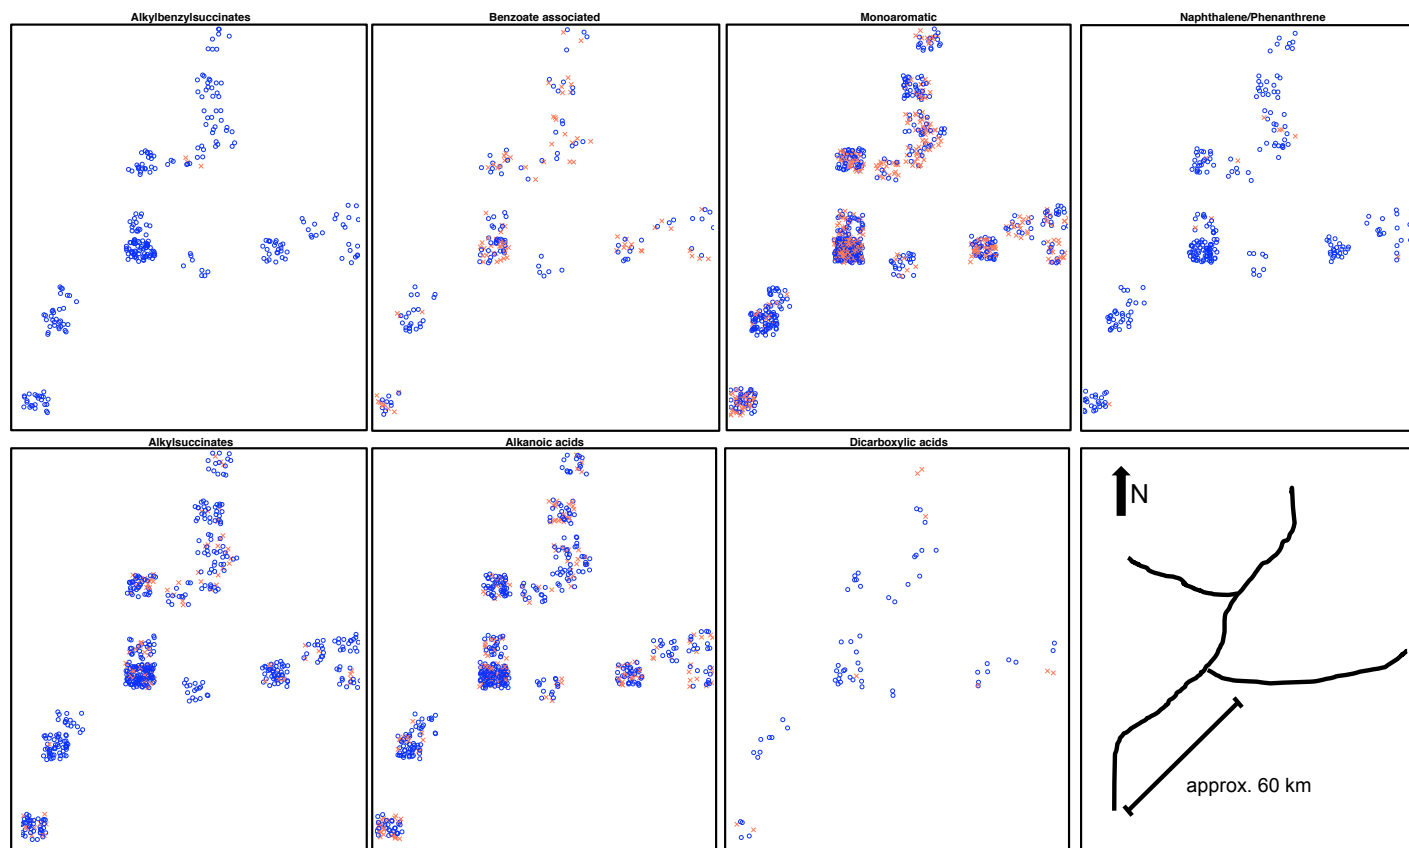 Alkylbenzylsuccinates
Benzoate associated
Monoaromatic
Naphthalene/Phenanthrene
Alkylsuccinates
Alkanoic acids
Dicarboxylic acids
N
approx. 60 km